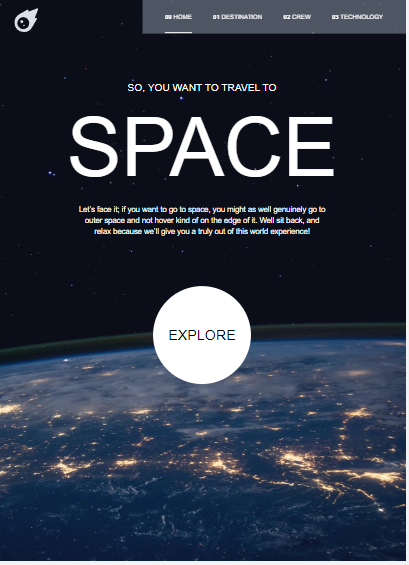 00 HOME 01 DESTINATION 02 CREW 03 TECHNOLOGY
SO, YOU WANT TO TRAVEL TO
SPACE
Let's face it; if you want to go to space, you might as well genuinely go to
outer space and not hover kind of on the edge of it. Well sit back, and
relax because we'll give you a truly out of this world experience!
EXPLORE